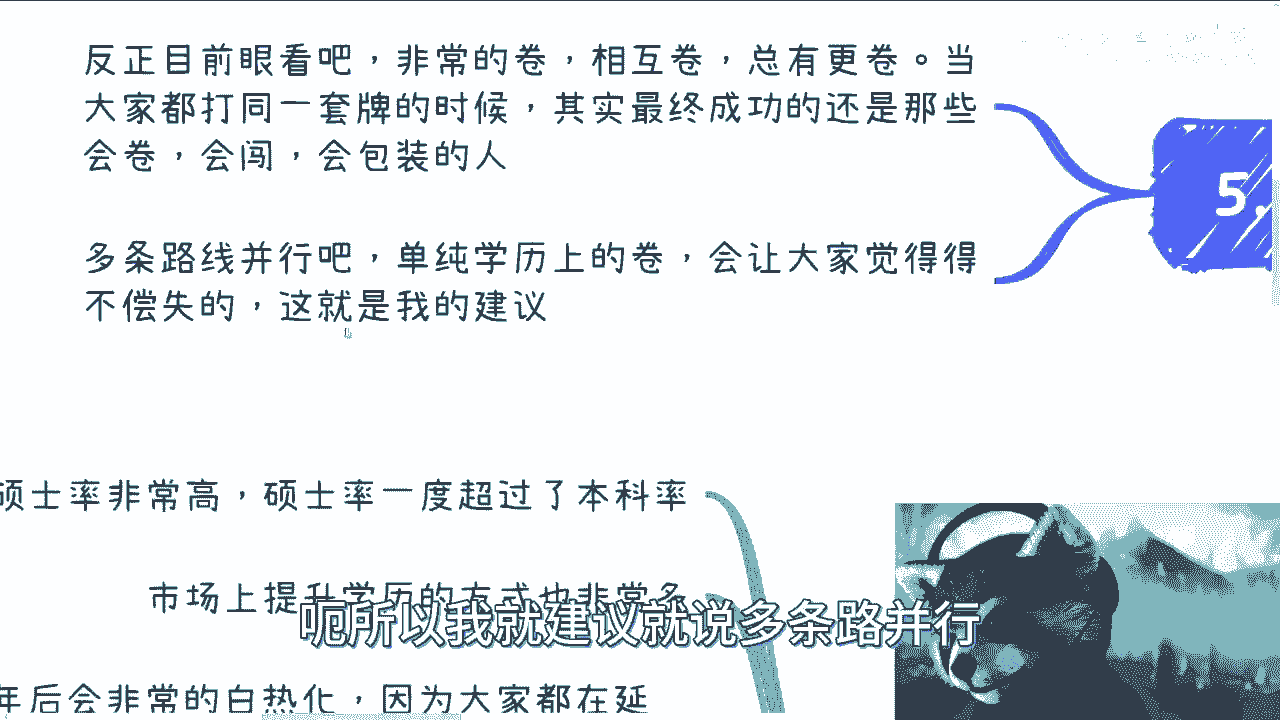 反正目前眼看吧，非常的卷，相互卷，总有更卷。当
大家都打同一套牌的时候，其实最终成功的还是那些
会卷，会闯，会包装的人
5.
多条路线并行吧，单纯学历上的卷，会让大家觉得得
不偿失的，这就是我的建议
硕士率非常高，硕士率一度超过了本科率
市场上提升学历的方式也非常多
呃所以我就建议就说多条路并行
年后会非常的白热化，因为大家都在延